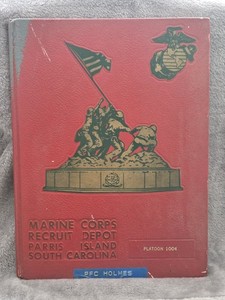 MARINE CORPS
RECRUIT DEPOT
PARRIS ISLAND
SOUTH CAROLINA
PLATOON 1004
PFC HOLMES